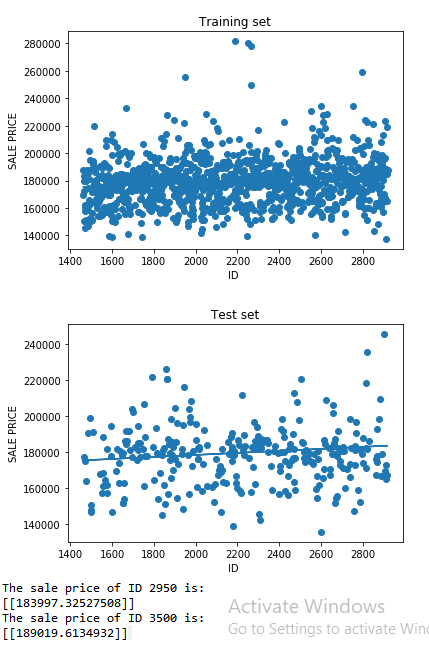 Training set
280000
260000
240000
220000
200000
180000
160000
140000
SALE PRICE
1400 1600 1800 2000 2200 2400 2600 2800
ID
Test set
240000
220000
200000
180000
160000
140000
SALE PRICE
1400 1600 1800 2000 2200 2400 2600 2800
ID
The sale price of ID 2950 is:
[[183997.32527508]]
The sale price of ID 3500 is:
[[189019.6134932]]
Activate Windows
Go to Settings to activate Win